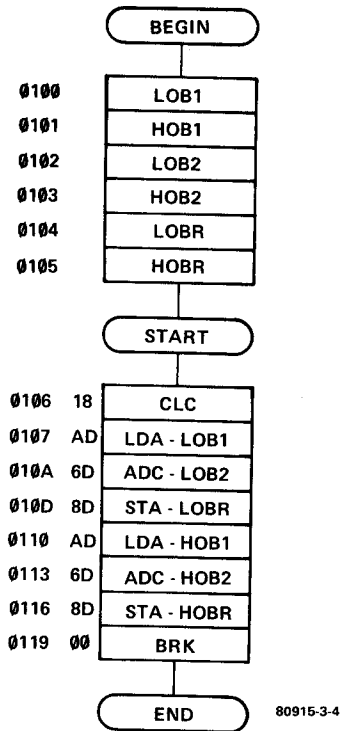 BEGIN
0100 LOB1
0101 HOB1
0102 LOB2
0103 HOB2
0104 LOBR
0105 HOBR
START
0106 18 CLC
0107 AD LDA - LOB1
010A 6D ADC - LOB2
010D 8D STA - LOBR
0110 AD LDA - HOB1
0113 6D ADC - HOB2
0116 8D STA - HOBR
0119 00 BRK
END 80915-3-4